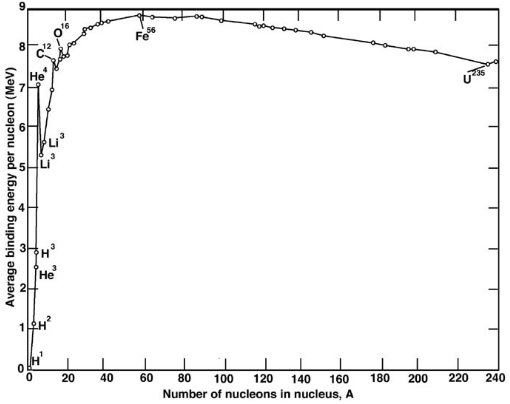 9
8
7
6
5
4
3
2
1
0
Average binding energy per nucleon (MeV)
O16
C12
He4
Li3
Li3
H3
He3
H2
H1
Fe56
U235
0 20 40 60 80 100 120 140 160 180 200 220 240
Number of nucleons in nucleus, A